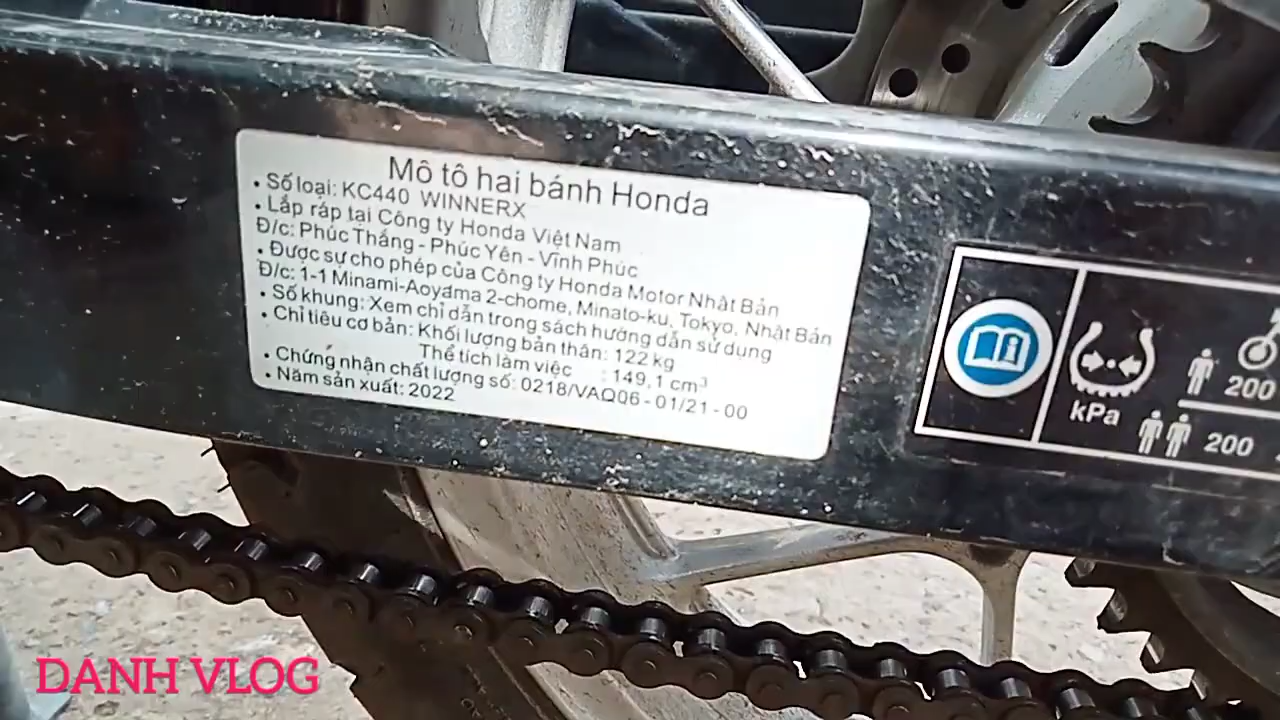 Mô tô hai bánh Honda
• Số loại: KC440 WINNERX
• Lắp ráp tại Công ty Honda Việt Nam
Đ/c: Phúc Thắng - Phúc Yên - Vĩnh Phúc
• Được sự cho phép của Công ty Honda Motor Nhật Bản
Đ/c: 1-1 Minami-Aoyama 2-chome, Minato-ku, Tokyo, Nhật Bản
• Số khung: Xem chỉ dẫn trong sách hướng dẫn sử dụng
• Chỉ tiêu cơ bản: Khối lượng bản thân: 122 kg
Thể tích làm việc : 149,1 cm³
• Chứng nhận chất lượng số: 0218/VAQ06 - 01/21 - 00
• Năm sản xuất: 2022
kPa
200
200
DANH VLOG